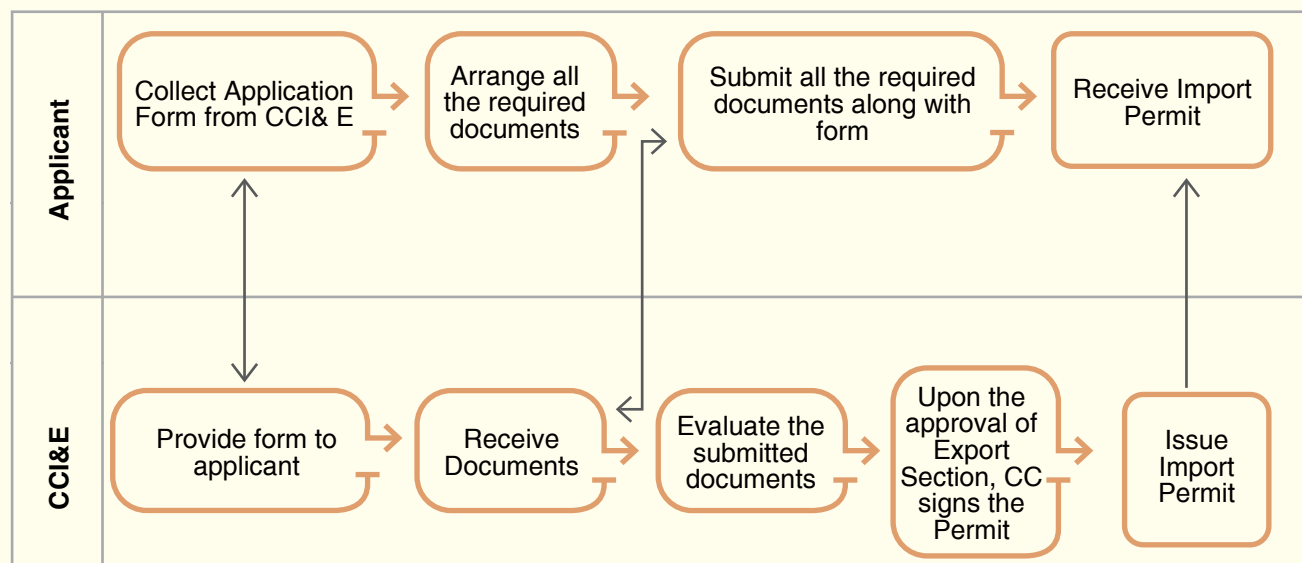 Applicant
Collect Application
Form from CCI& E
Arrange all
the required
documents
Submit all the required
documents along with
form
Receive Import
Permit
CCI&E
Provide form to
applicant
Receive
Documents
Evaluate the
submitted
documents
Upon the
approval of
Export
Section, CC
signs the
Permit
Issue
Import
Permit